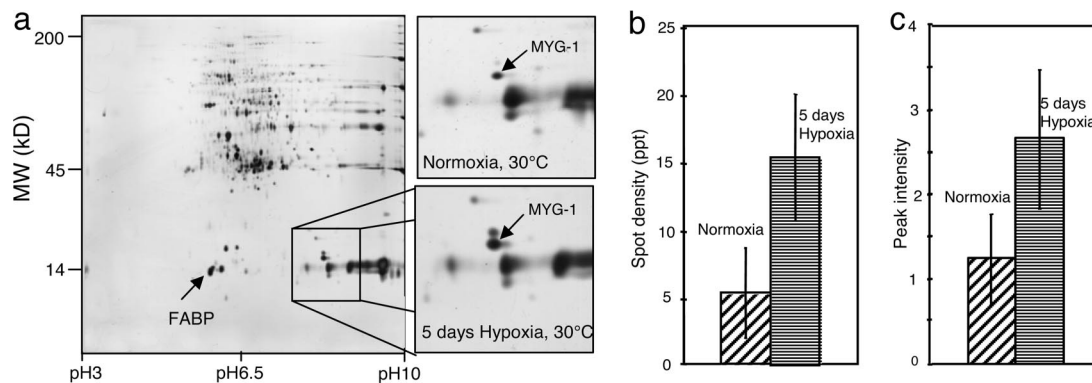 a
200
45
14
MW (kD)
FABP
pH3
pH6.5
pH10
MYG-1
Normoxia, 30°C
MYG-1
5 days Hypoxia, 30°C
b
25
20
15
10
5
0
Spot density (ppt)
Normoxia
5 days
Hypoxia
c
4
3
2
1
0
Peak intensity
Normoxia
5 days
Hypoxia